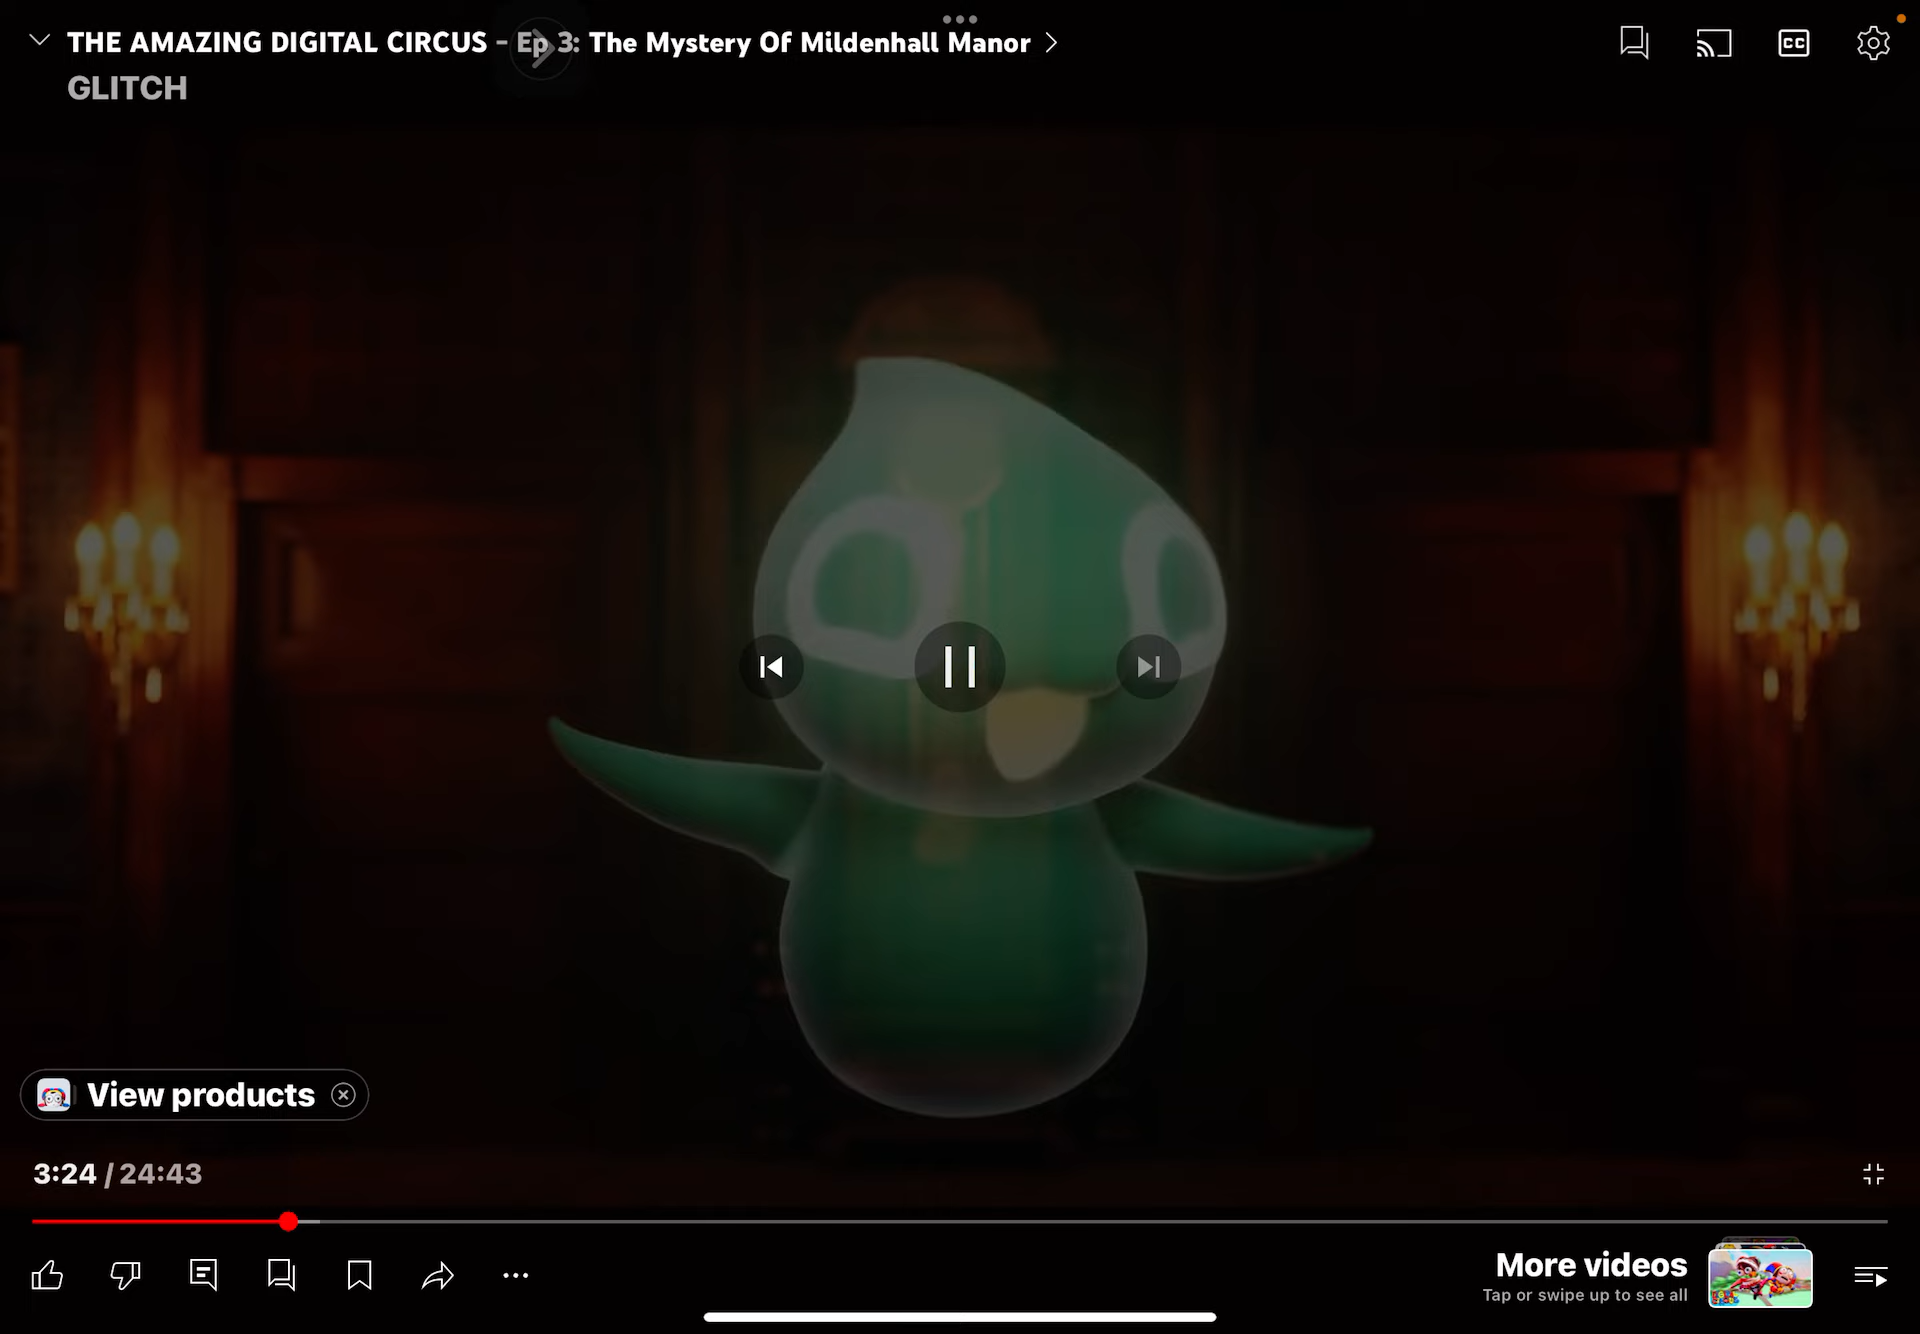 THE AMAZING DIGITAL CIRCUS - Ep 3: The Mystery Of Mildenhall Manor
GLITCH
CC
View products
3:24 / 24:43
More videos
Tap or swipe up to see all